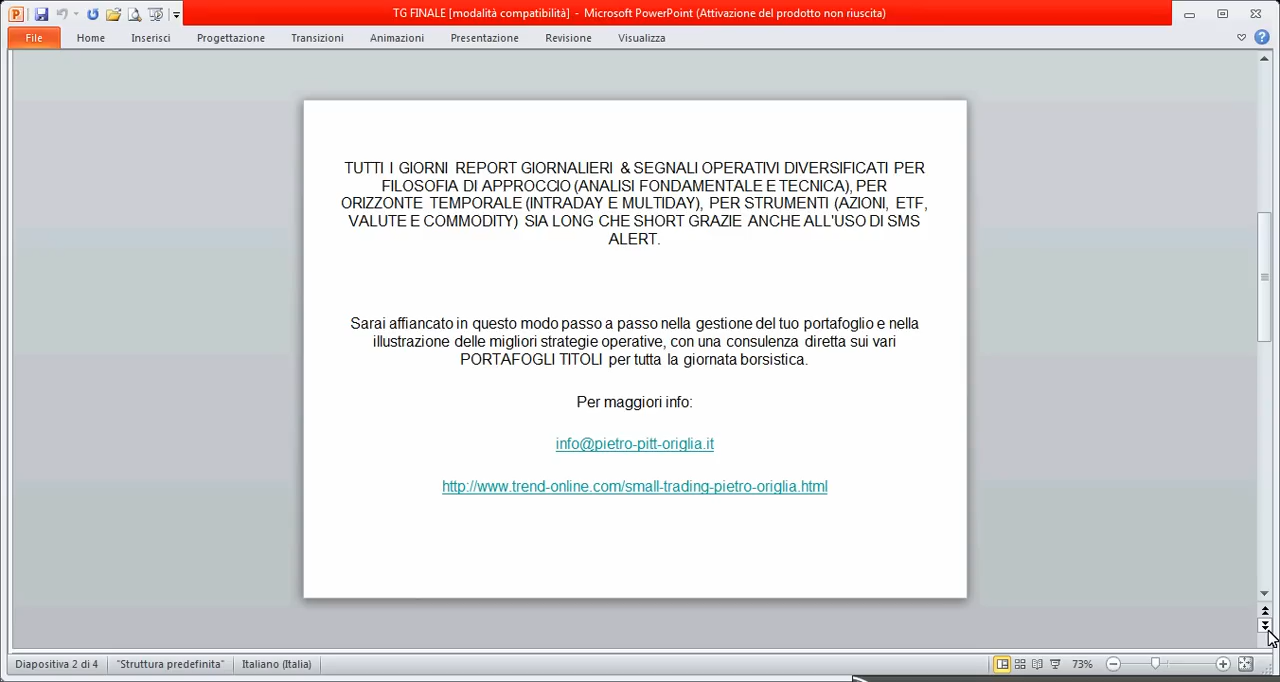 TG FINALE [modalità compatibilità] - Microsoft PowerPoint (Attivazione del prodotto non riuscita)
File Home Inserisci Progettazione Transizioni Animazioni Presentazione Revisione Visualizza
TUTTI I GIORNI REPORT GIORNALIERI & SEGNALI OPERATIVI DIVERSIFICATI PER
FILOSOFIA DI APPROCCIO (ANALISI FONDAMENTALE E TECNICA), PER
ORIZZONTE TEMPORALE (INTRADAY E MULTIDAY), PER STRUMENTI (AZIONI, ETF,
VALUTE E COMMODITY) SIA LONG CHE SHORT GRAZIE ANCHE ALL'USO DI SMS
ALERT.
Sarai affiancato in questo modo passo a passo nella gestione del tuo portafoglio e nella
illustrazione delle migliori strategie operative, con una consulenza diretta sui vari
PORTAFOGLI TITOLI per tutta la giornata borsistica.
Per maggiori info:
info@pietro-pitt-origlia.it
http://www.trend-online.com/small-trading-pietro-origlia.html
Diapositiva 2 di 4 "Struttura predefinita" Italiano (Italia) 73%